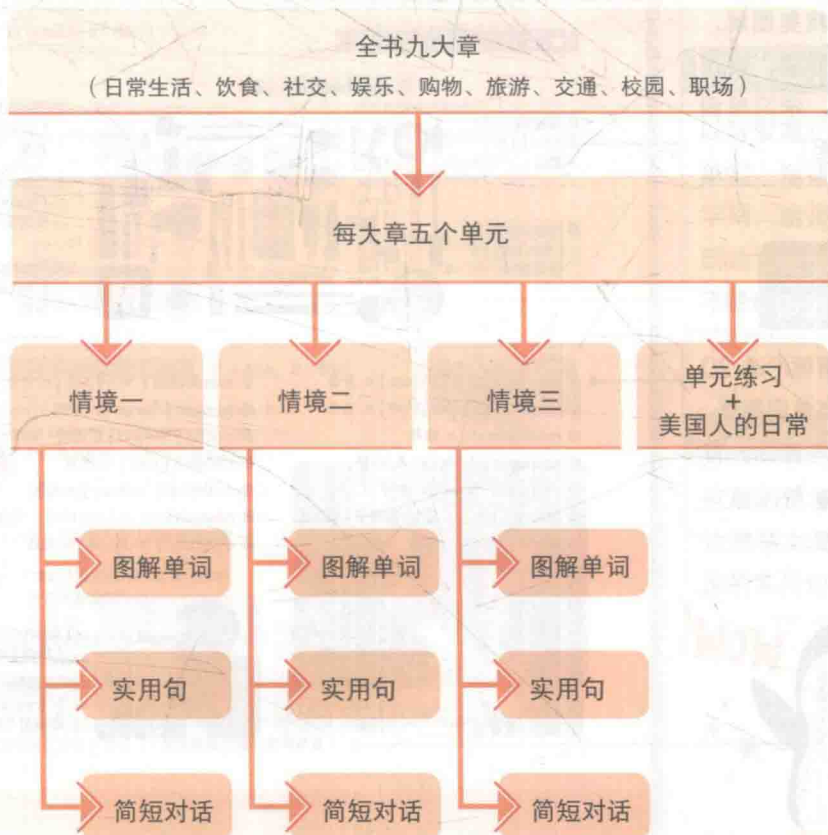 全书九大章
（日常生活、饮食、社交、娱乐、购物、旅游、交通、校园、职场）
每大章五个单元
情境一
情境二
情境三
单元练习
+
美国人的日常
图解单词
图解单词
图解单词
实用句
实用句
实用句
简短对话
简短对话
简短对话